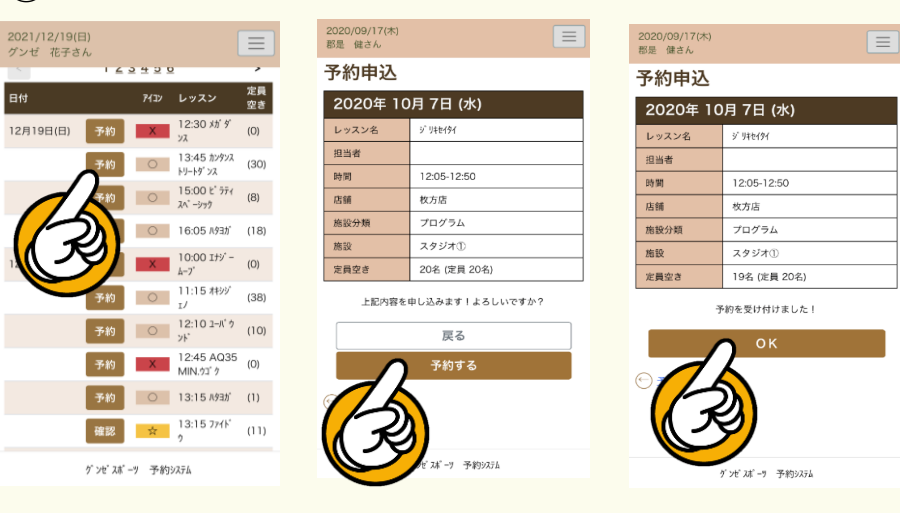 2021/12/19(日)
グンゼ 花子さん
1 2 3 4 5 6
日付 ｱｲｺﾝ レッスン 定員
空き
12月19日(日) 予約 X 12:30 ﾒｶﾞﾀﾞ
ﾝｽ (0)
予約 ○ 13:45 ｶﾝﾀﾝｽ
ﾄﾘｰﾄﾀﾞﾝｽ (30)
予約 ○ 15:00 ﾋﾟﾗﾃｨ
ｽﾍﾞｰｼｯｸ (8)
○ 16:05 ﾊﾀﾖｶﾞ (18)
X 10:00 ｴﾅｼﾞｰ
ﾑｰﾌﾞ (0)
予約 ○ 11:15 ｵｷｼｼﾞ
ｪﾉ (38)
予約 ○ 12:10 ﾕｰﾊﾞｳ
ﾝﾄﾞ (10)
予約 X 12:45 AQ35
MIN.ｳｺﾞｸ (0)
予約 ○ 13:15 ﾊﾀﾖｶﾞ (1)
確認 ☆ 13:15 ﾌｧｲﾄﾞ
ｳ (11)
ｸﾞﾝｾﾞｽﾎﾟｰﾂ 予約ｼｽﾃﾑ
2020/09/17(木)
郡是 健さん
予約申込
2020年 10月 7日 (水)
レッスン名 ｼﾞﾘｷｾｲﾀｲ
担当者
時間 12:05-12:50
店舗 枚方店
施設分類 プログラム
施設 スタジオ①
定員空き 20名 (定員 20名)
上記内容を申し込みます！よろしいですか？
戻る
予約する
ﾝｾﾞｽﾎﾟｰﾂ 予約ｼｽﾃﾑ
2020/09/17(木)
郡是 健さん
予約申込
2020年 10月 7日 (水)
レッスン名 ｼﾞﾘｷｾｲﾀｲ
担当者
時間 12:05-12:50
店舗 枚方店
施設分類 プログラム
施設 スタジオ①
定員空き 19名 (定員 20名)
予約を受け付けました！
OK
ｸﾞﾝｾﾞｽﾎﾟｰﾂ 予約ｼｽﾃﾑ